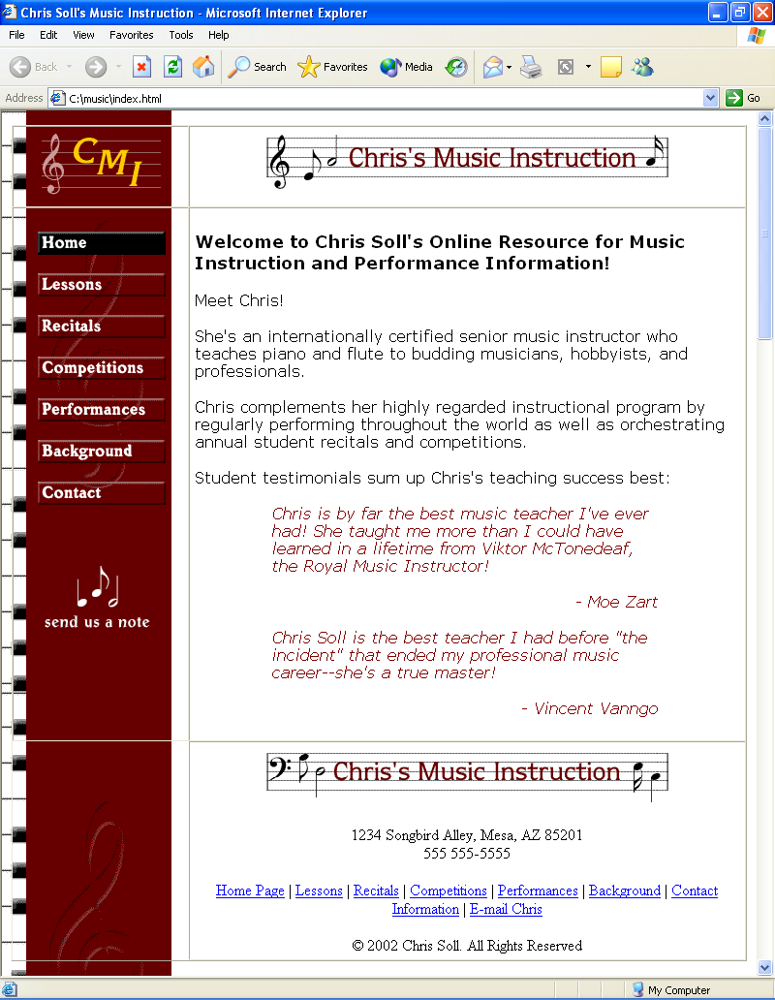 Chris Soll's Music Instruction - Microsoft Internet Explorer
File Edit View Favorites Tools Help
Back Search Favorites Media
Address C:\music\index.html Go
CMI
Chris's Music Instruction
Home
Lessons
Recitals
Competitions
Performances
Background
Contact
send us a note
Welcome to Chris Soll's Online Resource for Music
Instruction and Performance Information!
Meet Chris!
She's an internationally certified senior music instructor who
teaches piano and flute to budding musicians, hobbyists, and
professionals.
Chris complements her highly regarded instructional program by
regularly performing throughout the world as well as orchestrating
annual student recitals and competitions.
Student testimonials sum up Chris's teaching success best:
Chris is by far the best music teacher I've ever
had! She taught me more than I could have
learned in a lifetime from Viktor McTonedeaf,
the Royal Music Instructor!
- Moe Zart
Chris Soll is the best teacher I had before "the
incident" that ended my professional music
career--she's a true master!
- Vincent Vanngo
Chris's Music Instruction
1234 Songbird Alley, Mesa, AZ 85201
555 555-5555
Home Page | Lessons | Recitals | Competitions | Performances | Background | Contact
Information | E-mail Chris
© 2002 Chris Soll. All Rights Reserved
My Computer